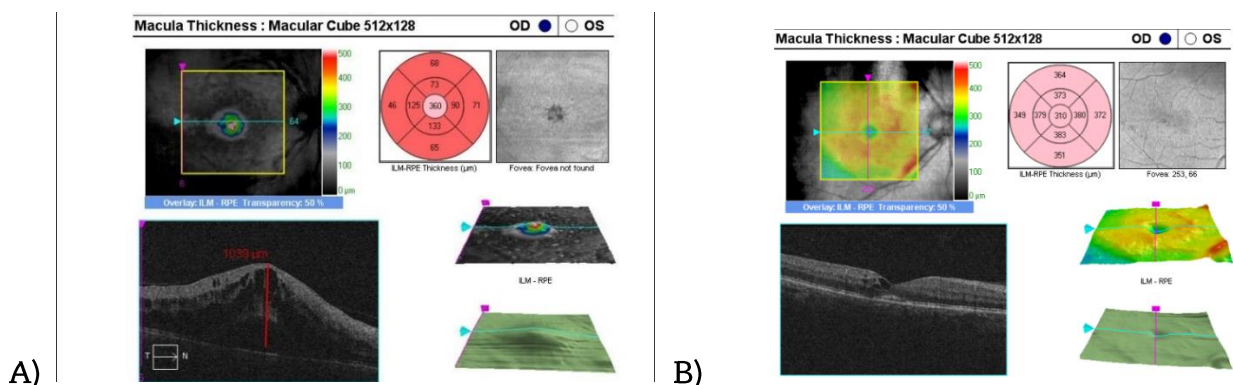 Macula Thickness : Macular Cube 512x128 OD OS
500
400
300
200
100
0 µm
64
Overlay: ILM - RPE Transparency: 50 %
68
73
46 125 360 90 71
133
65
ILM-RPE Thickness (µm)
Fovea: Fovea not found
1039 µm
T N
ILM - RPE
A)
Macula Thickness : Macular Cube 512x128 OD OS
500
400
300
200
100
0 µm
Overlay: ILM - RPE Transparency: 50 %
364
373
349 379 310 380 372
383
351
ILM-RPE Thickness (µm)
Fovea: 253, 66
ILM - RPE
B)